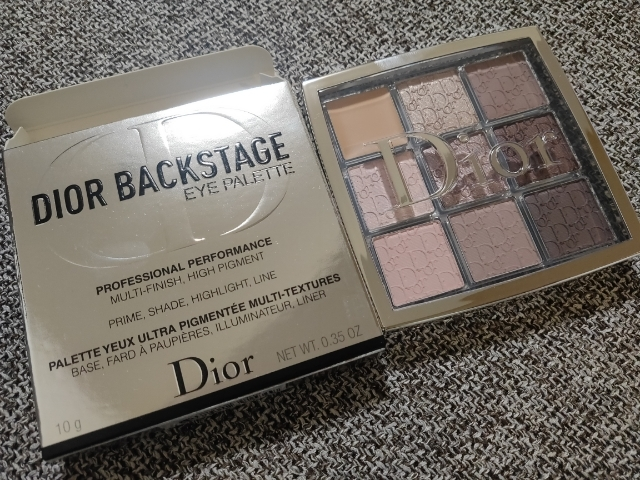 DIOR BACKSTAGE
EYE PALETTE
PROFESSIONAL PERFORMANCE
MULTI-FINISH, HIGH PIGMENT
PRIME, SHADE, HIGHLIGHT, LINE
PALETTE YEUX ULTRA PIGMENTÉE MULTI-TEXTURES
BASE, FARD À PAUPIÈRES, ILLUMINATEUR, LINER
Dior
10 g
NET WT. 0.35 OZ
Dior